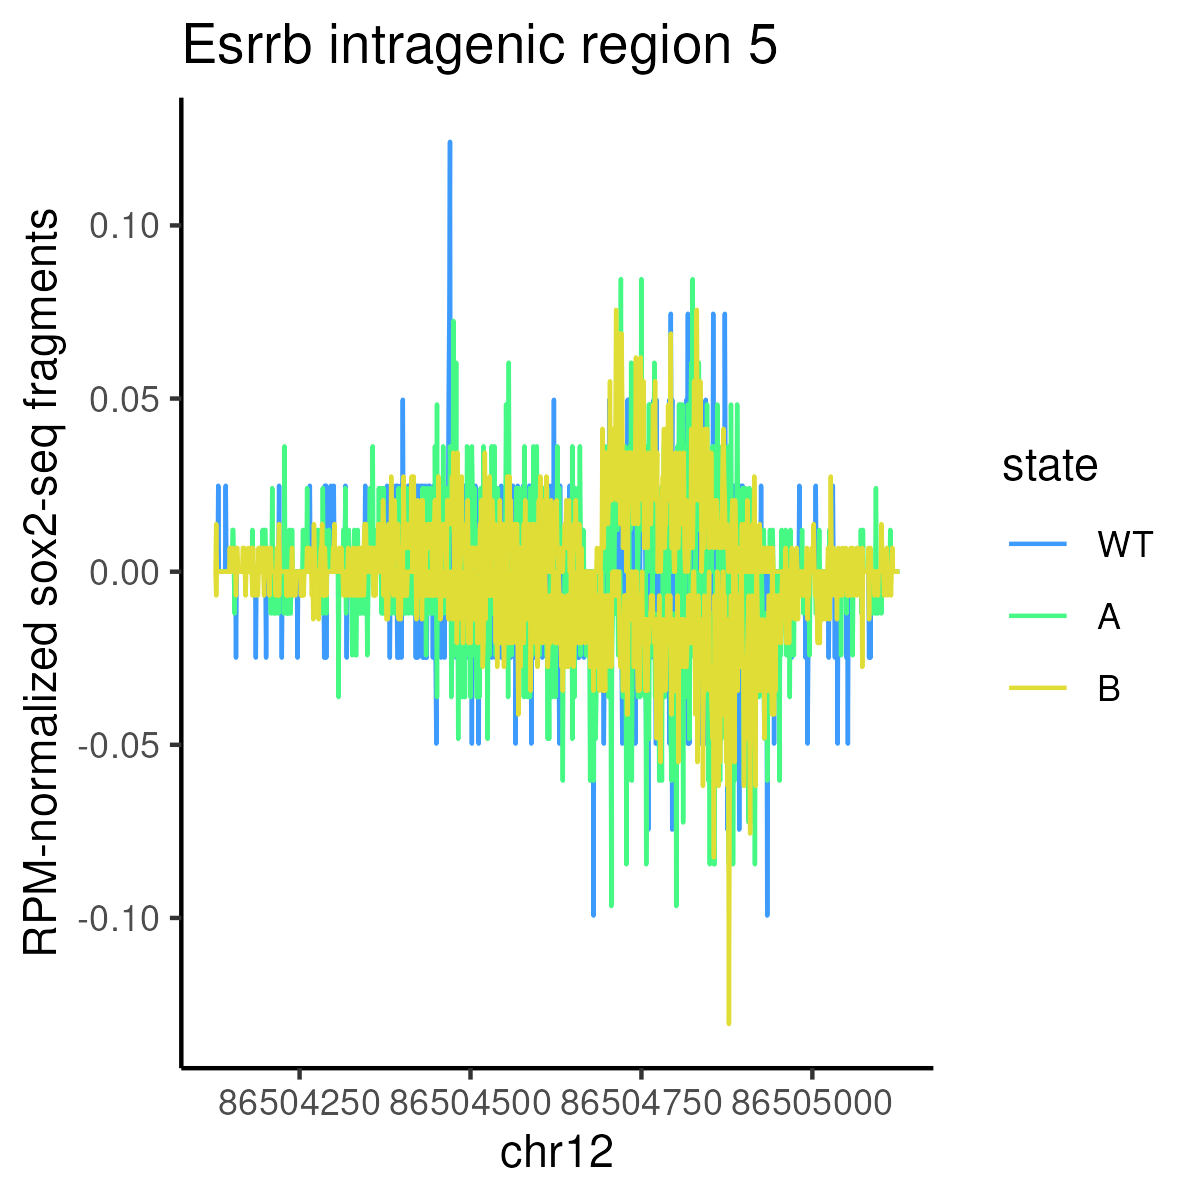 Esrrb intragenic region 5
RPM-normalized sox2-seq fragments
0.10
0.05
0.00
-0.05
-0.10
86504250 86504500 86504750 86505000
chr12
state
WT
A
B